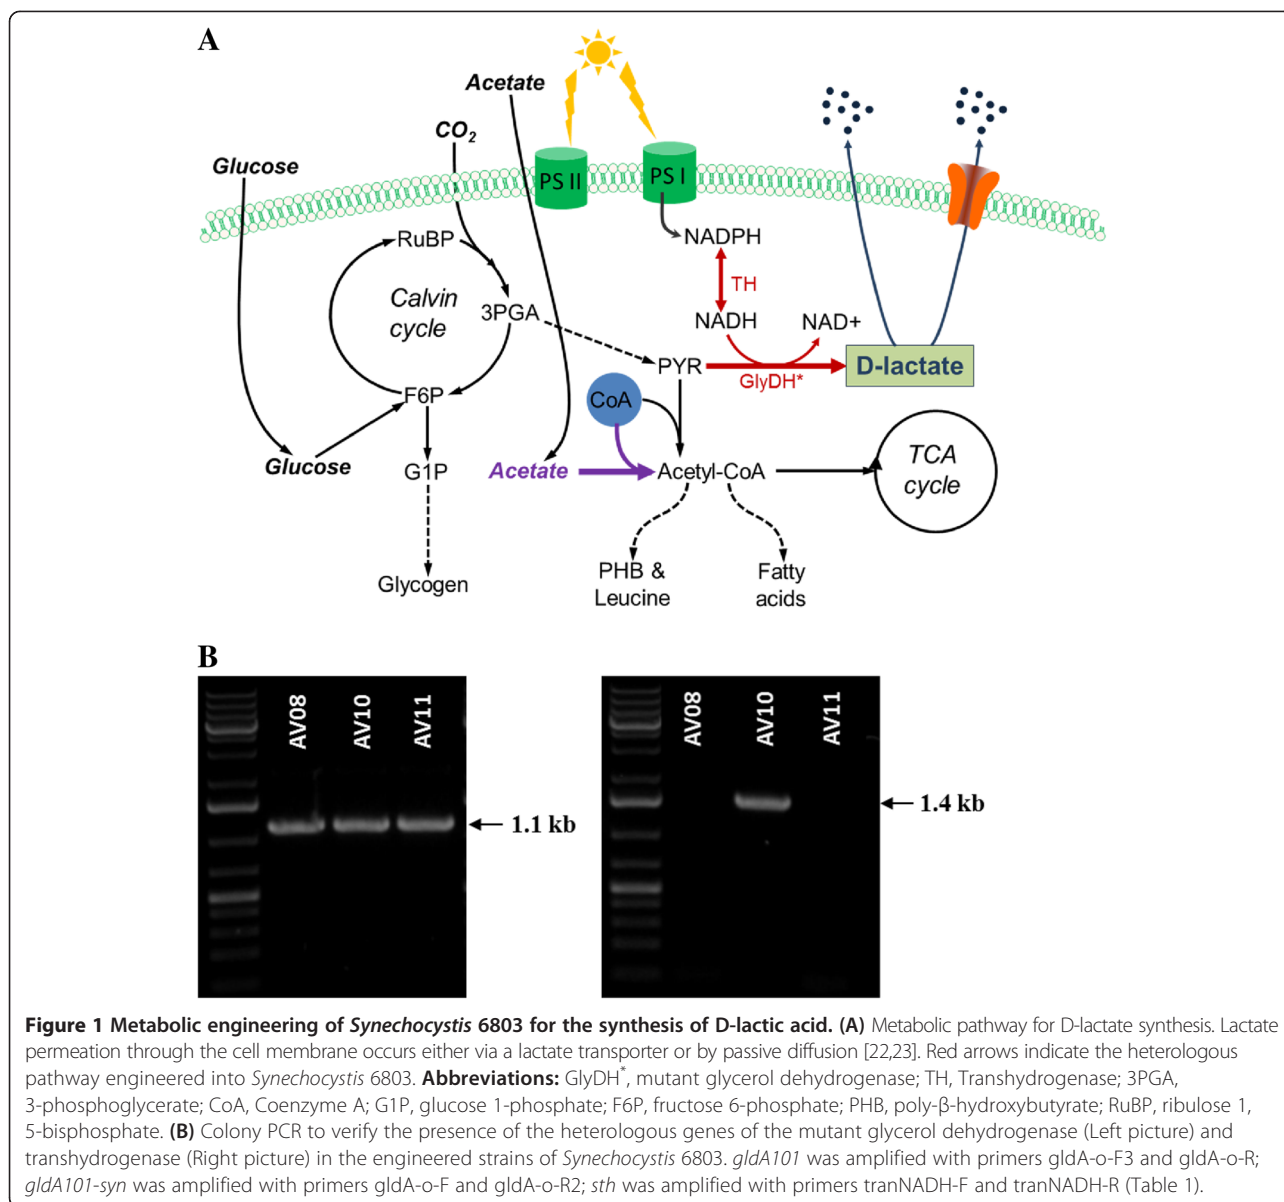 A
Acetate
CO2
Glucose
PS II
PS I
NADPH
RuBP
TH
Calvin
cycle
3PGA
NADH
NAD+
PYR
GlyDH*
D-lactate
F6P
CoA
Glucose
G1P
Acetate
Acetyl-CoA
TCA
cycle
Glycogen
PHB &
Leucine
Fatty
acids
B
AV08
AV10
AV11
1.1 kb
AV08
AV10
AV11
1.4 kb
Figure 1 Metabolic engineering of Synechocystis 6803 for the synthesis of D-lactic acid. (A) Metabolic pathway for D-lactate synthesis. Lactate
permeation through the cell membrane occurs either via a lactate transporter or by passive diffusion [22,23]. Red arrows indicate the heterologous
pathway engineered into Synechocystis 6803. Abbreviations: GlyDH*, mutant glycerol dehydrogenase; TH, Transhydrogenase; 3PGA,
3-phosphoglycerate; CoA, Coenzyme A; G1P, glucose 1-phosphate; F6P, fructose 6-phosphate; PHB, poly-β-hydroxybutyrate; RuBP, ribulose 1,
5-bisphosphate. (B) Colony PCR to verify the presence of the heterologous genes of the mutant glycerol dehydrogenase (Left picture) and
transhydrogenase (Right picture) in the engineered strains of Synechocystis 6803. gldA101 was amplified with primers gldA-o-F3 and gldA-o-R;
gldA101-syn was amplified with primers gldA-o-F and gldA-o-R2; sth was amplified with primers tranNADH-F and tranNADH-R (Table 1).